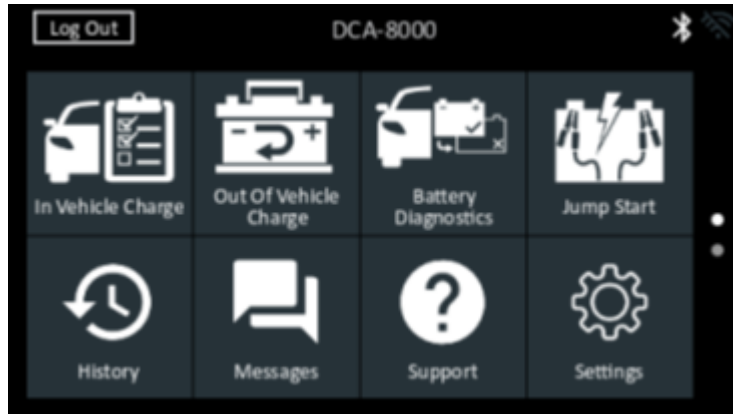 Log Out
DCA-8000
In Vehicle Charge
Out Of Vehicle
Charge
Battery
Diagnostics
Jump Start
History
Messages
Support
Settings